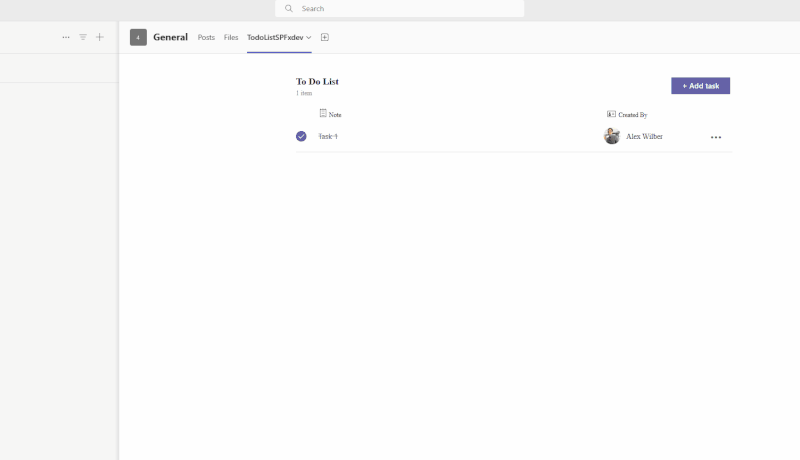 Search
4 General Posts Files TodoListSPFxdev
To Do List
1 item
+ Add task
Note Created By
Task 1 Alex Wilber